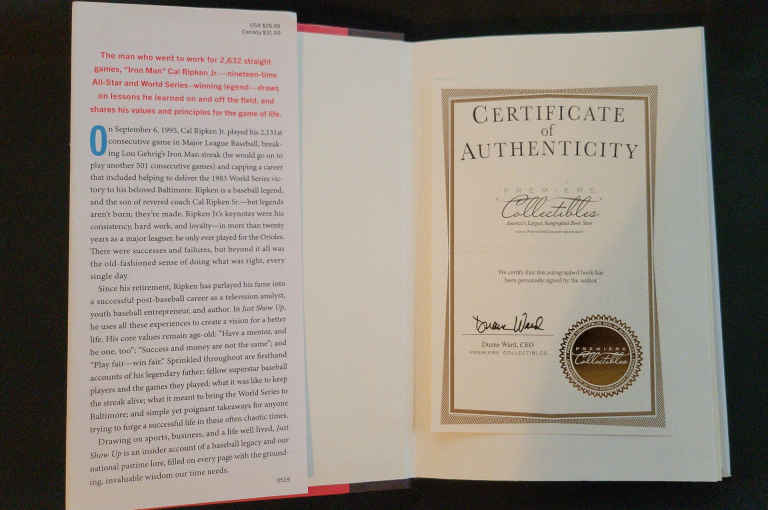 USA $26.99
Canada $31.50
The man who went to work for 2,632 straight
games, "Iron Man" Cal Ripken Jr.—nineteen-time
All-Star and World Series–winning legend—draws
on lessons he learned on and off the field, and
shares his values and principles for the game of life.
On September 6, 1995, Cal Ripken Jr. played his 2,131st
consecutive game in Major League Baseball, break-
ing Lou Gehrig's Iron Man streak (he would go on to
play another 501 consecutive games) and capping a career
that included helping to deliver the 1983 World Series vic-
tory to his beloved Baltimore. Ripken is a baseball legend,
and the son of revered coach Cal Ripken Sr.—but legends
aren't born; they're made. Ripken Jr.'s keynotes were his
consistency, hard work, and loyalty—in more than twenty
years as a major leaguer, he only ever played for the Orioles.
There were successes and failures, but beyond it all was
the old-fashioned sense of doing what was right, every
single day.
Since his retirement, Ripken has parlayed his fame into
a successful post-baseball career as a television analyst,
youth baseball entrepreneur, and author. In Just Show Up,
he uses all these experiences to create a vision for a better
life. His core values remain age-old: "Have a mentor, and
be one, too"; "Success and money are not the same"; and
"Play fair—win fair." Sprinkled throughout are firsthand
accounts of his legendary father; fellow superstar baseball
players and the games they played; what it was like to keep
the streak alive; what it meant to bring the World Series to
Baltimore; and simple yet poignant takeaways for anyone
trying to forge a successful life in these often chaotic times.
Drawing on sports, business, and a life well lived, Just
Show Up is an insider account of a baseball legacy and our
national pastime lore, filled on every page with the ground-
ing, invaluable wisdom our time needs.
0519
CERTIFICATE
of
AUTHENTICITY
PREMIERE
Collectibles
America's Largest Autographed Book Store
We certify that this autographed book has
been personally signed by the author.
Duane Ward
Duane Ward, CEO
PREMIERE COLLECTIBLES
PREMIERE
Collectibles